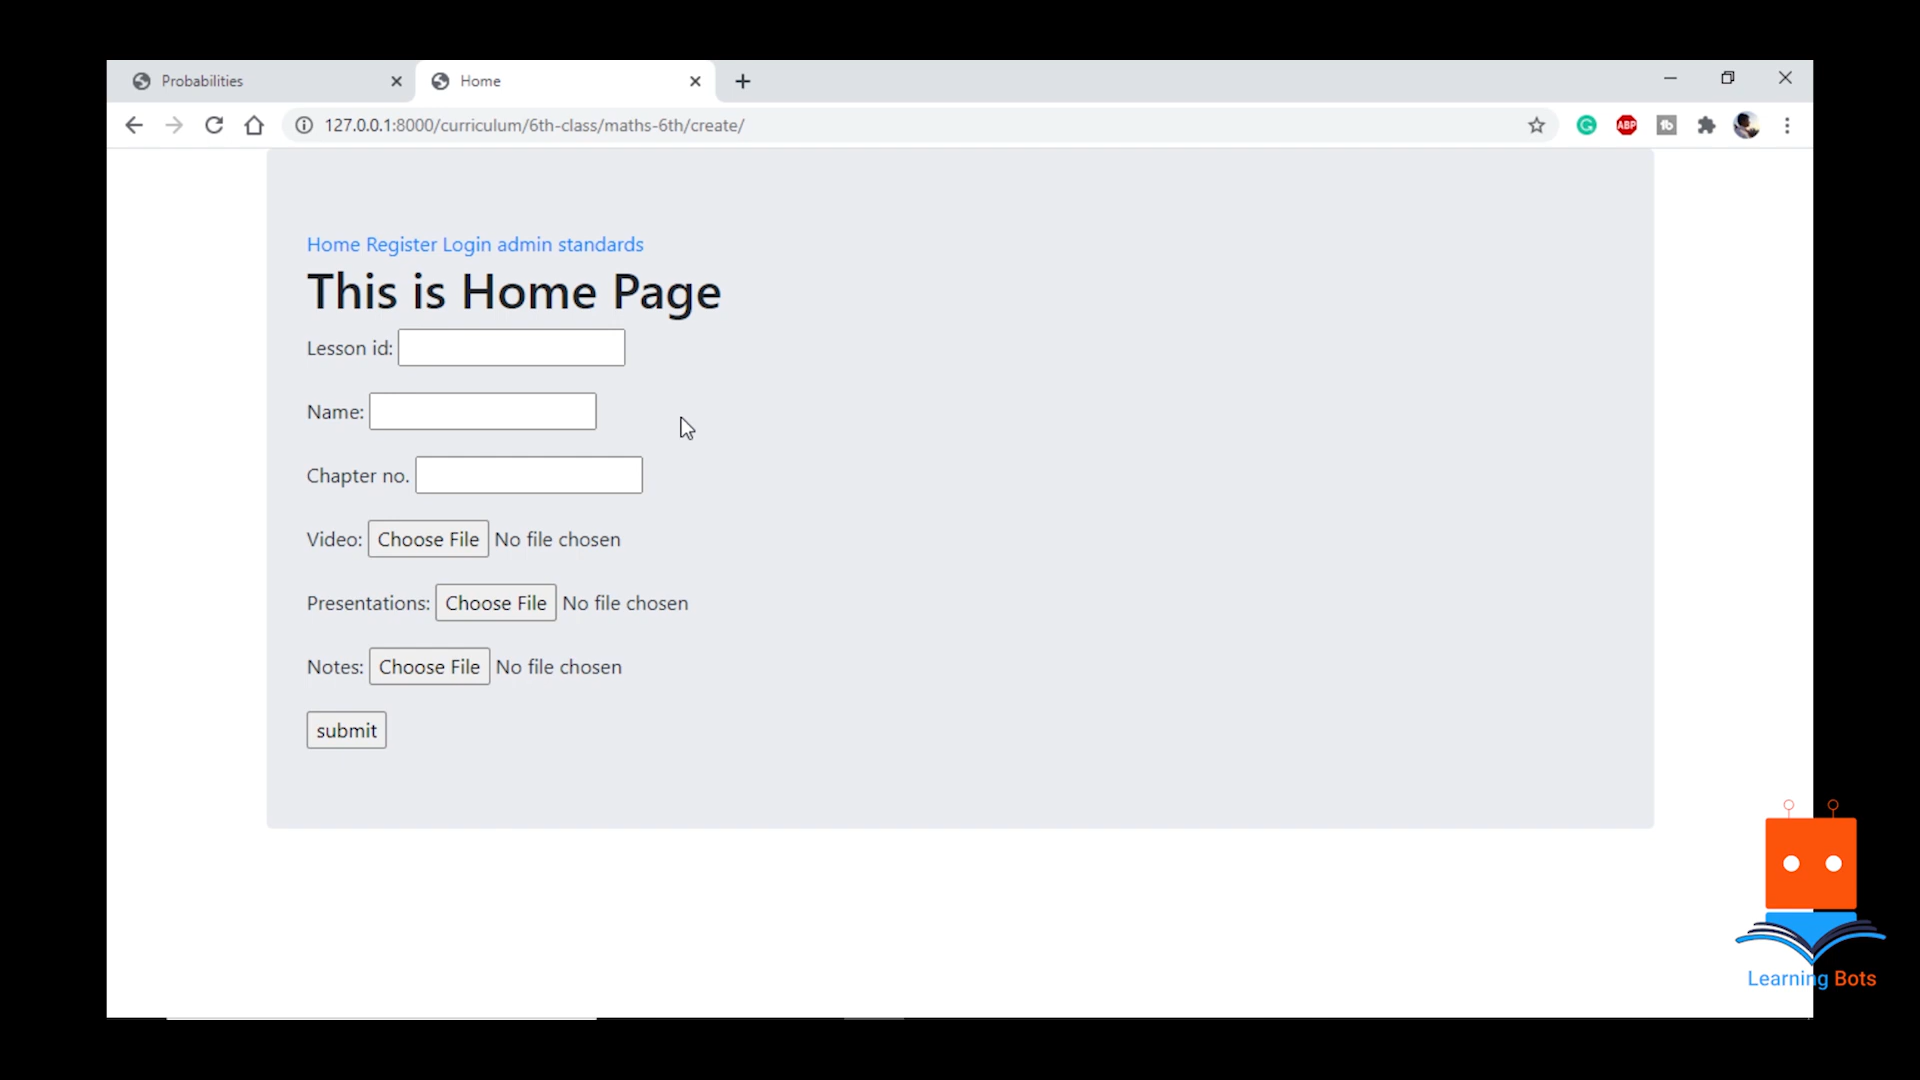 Probabilities
Home
127.0.0.1:8000/curriculum/6th-class/maths-6th/create/
ABP
Home Register Login admin standards
This is Home Page
Lesson id:
Name:
Chapter no.
Video: Choose File No file chosen
Presentations: Choose File No file chosen
Notes: Choose File No file chosen
submit
Learning Bots